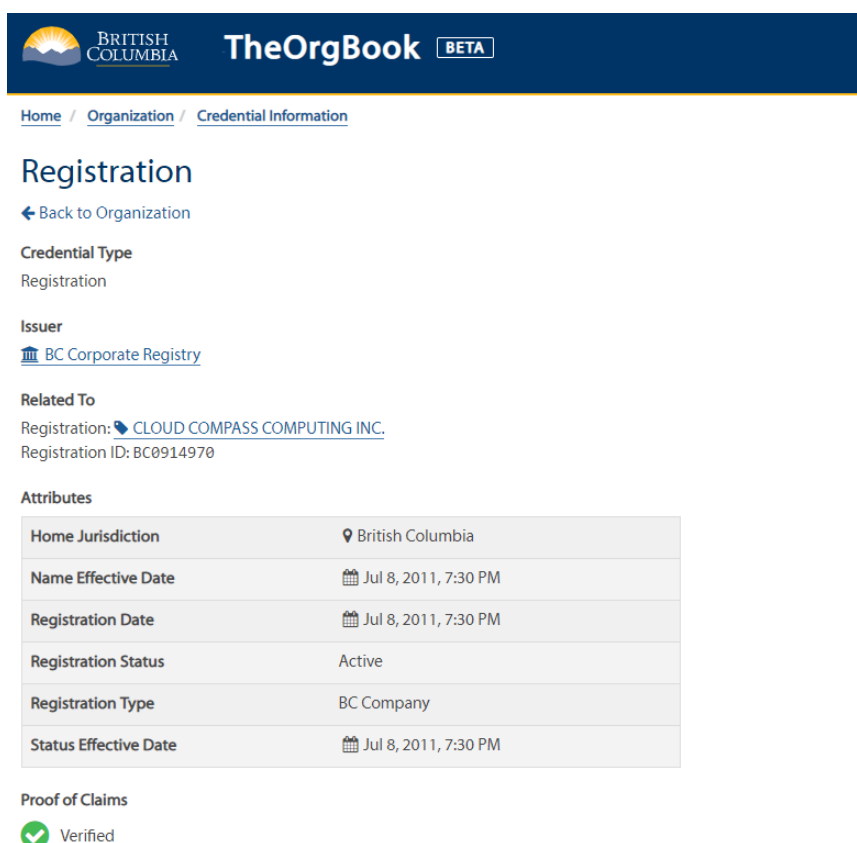 BRITISH
COLUMBIA
TheOrgBook BETA
Home / Organization / Credential Information
Registration
Back to Organization
Credential Type
Registration
Issuer
BC Corporate Registry
Related To
Registration: CLOUD COMPASS COMPUTING INC.
Registration ID: BC0914970
Attributes
Home Jurisdiction British Columbia
Name Effective Date Jul 8, 2011, 7:30 PM
Registration Date Jul 8, 2011, 7:30 PM
Registration Status Active
Registration Type BC Company
Status Effective Date Jul 8, 2011, 7:30 PM
Proof of Claims
Verified